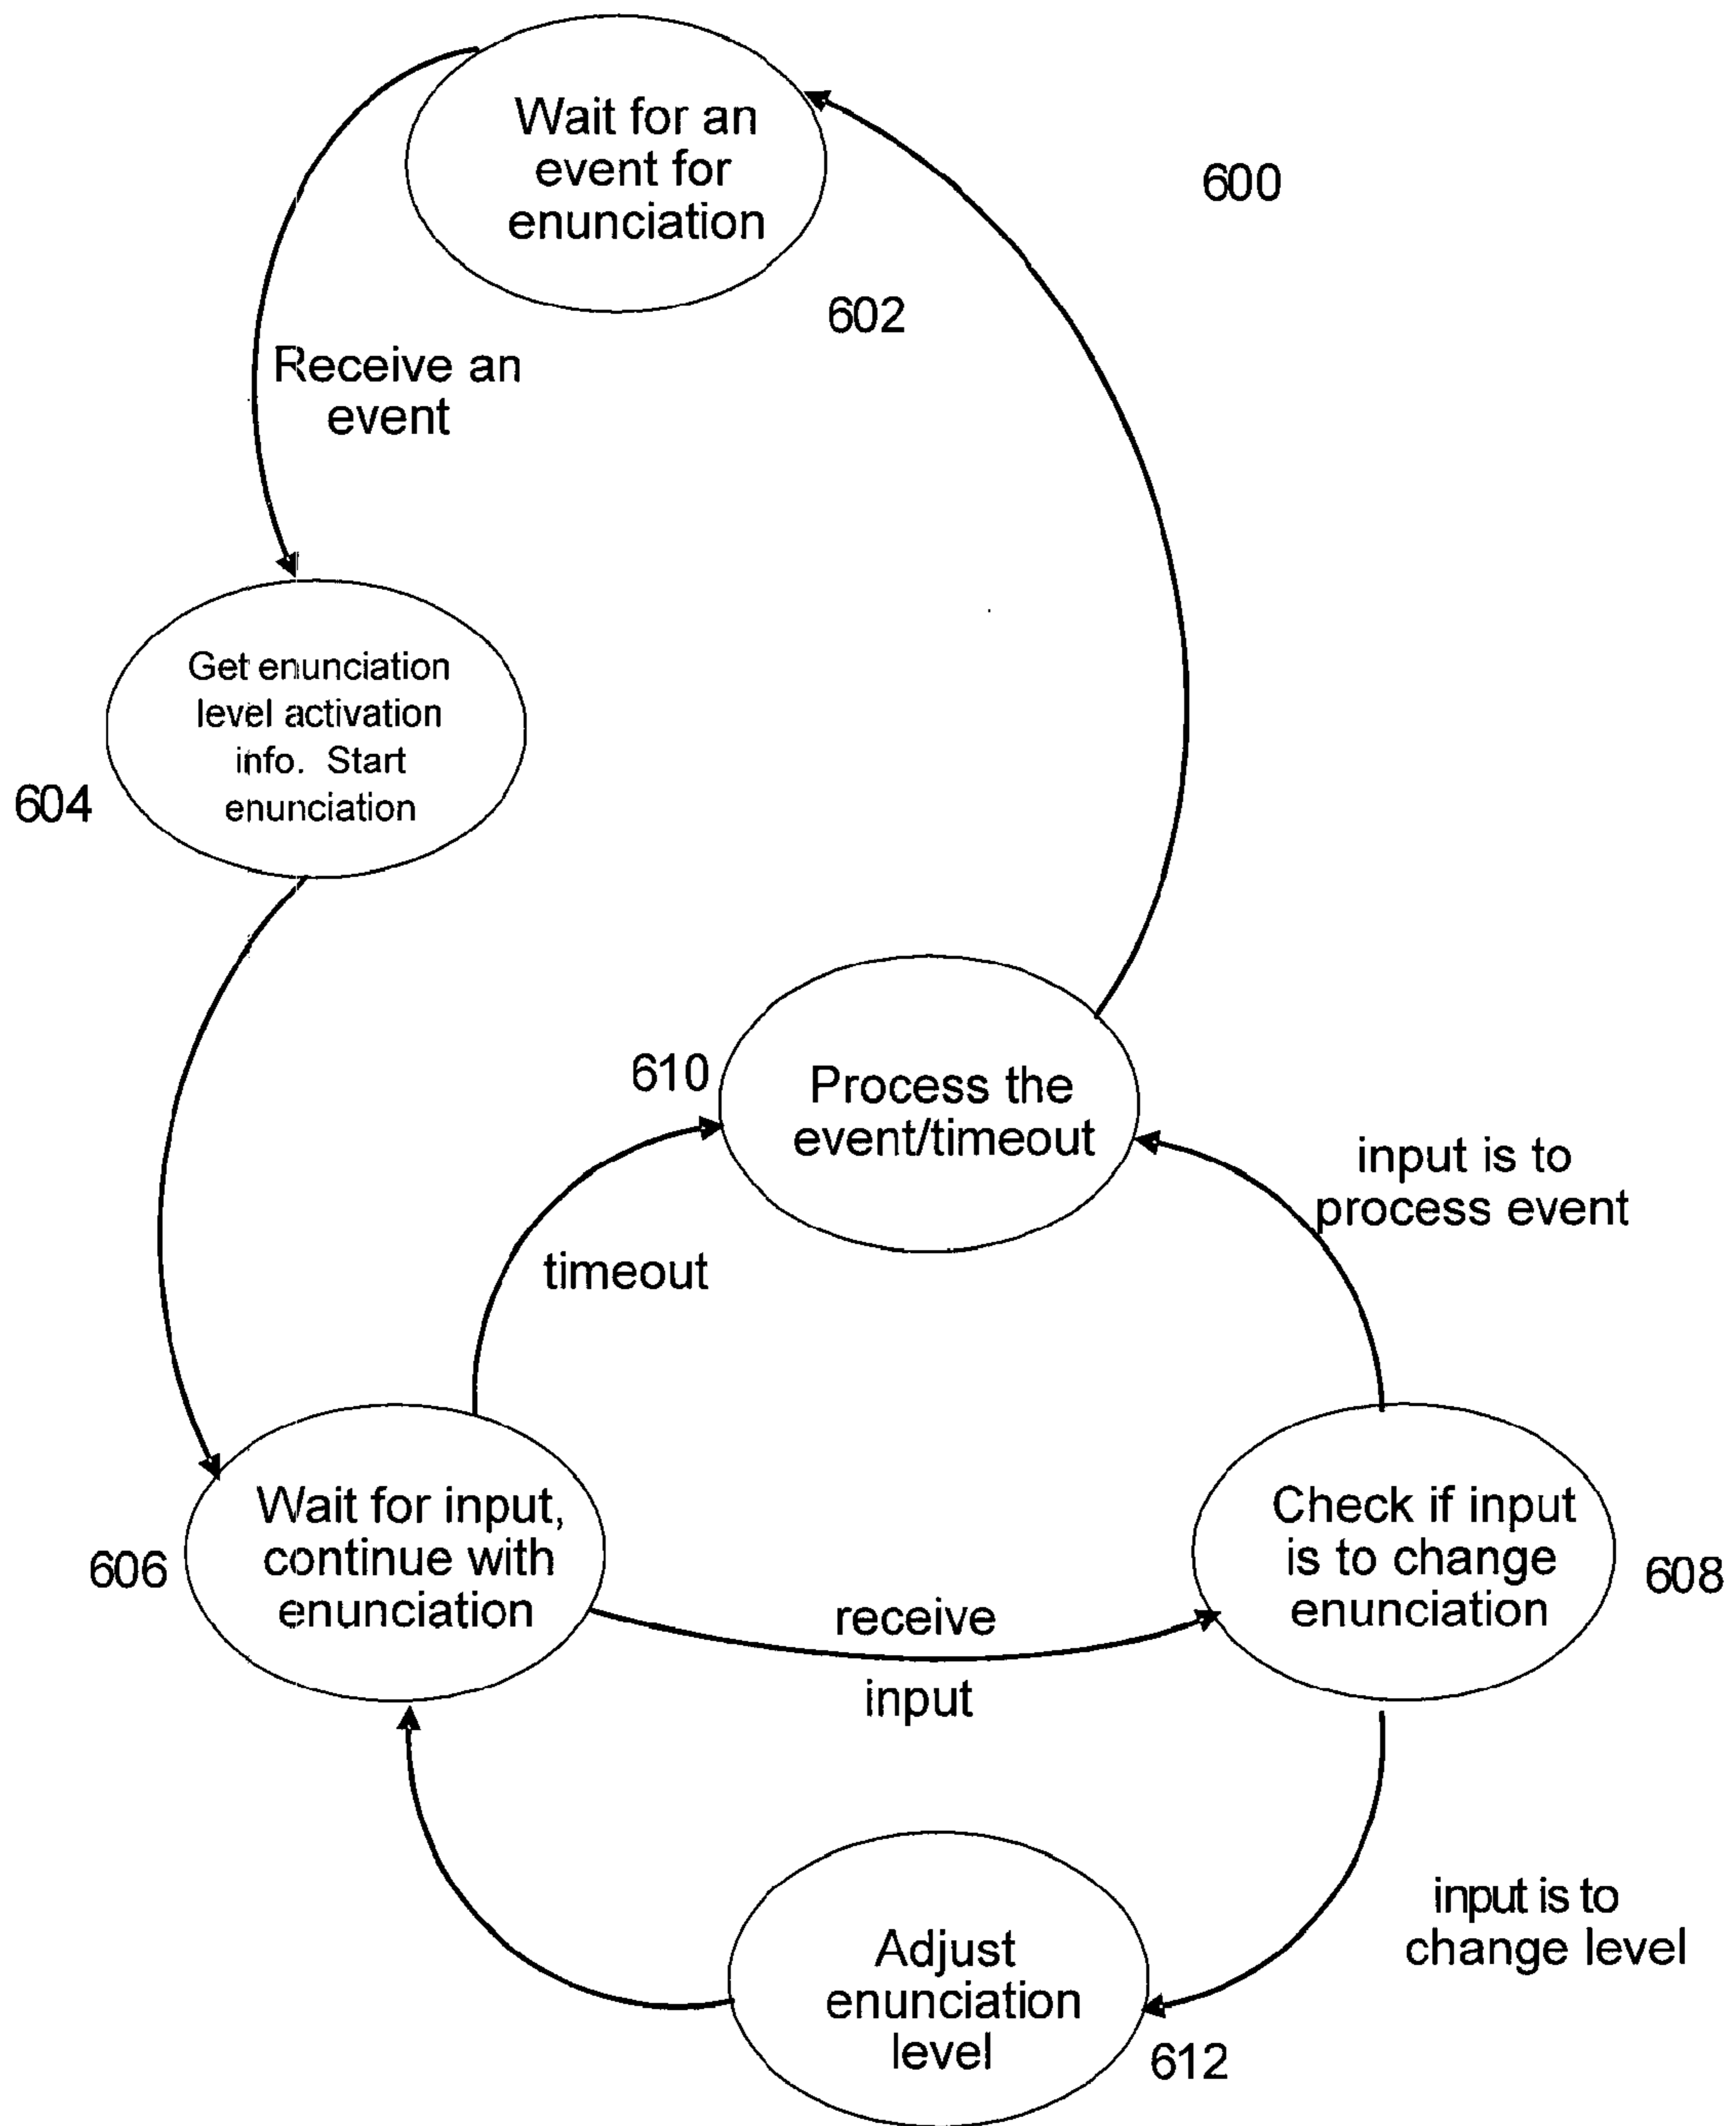 Wait for an
event for
enunciation
600
602
Receive an
event
Get enunciation
level activation
info. Start
enunciation
604
610
Process the
event/timeout
input is to
process event
timeout
Wait for input,
continue with
enunciation
606
Check if input
is to change
enunciation
608
receive
input
input is to
change level
Adjust
enunciation
level
612